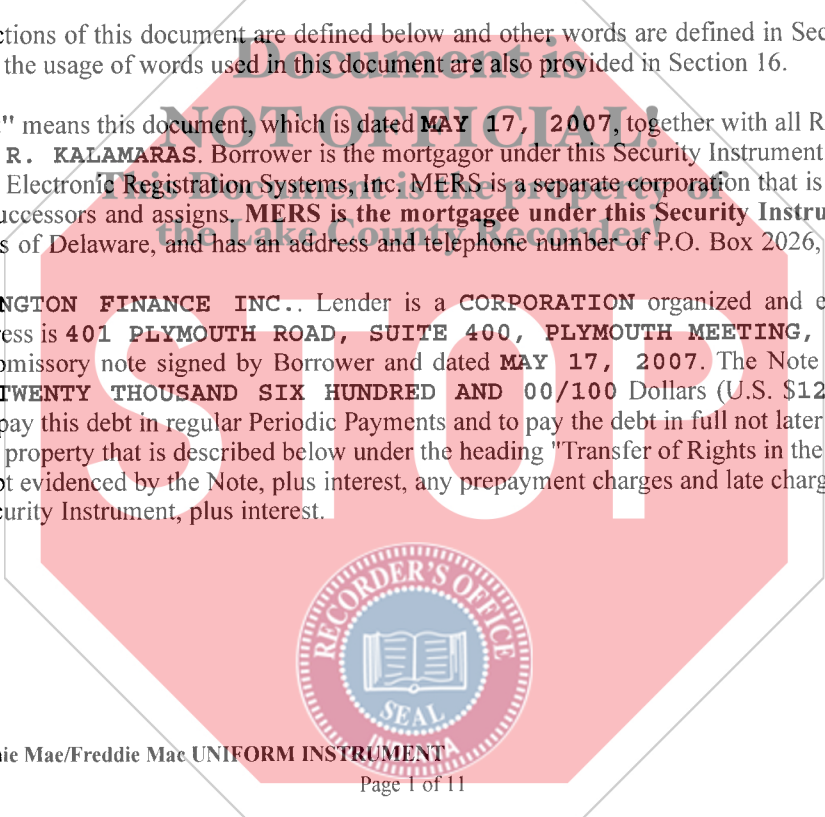 ctions of this document are defined below and other words are defined in Sec
the usage of words used in this document are also provided in Section 16.
Document is
NOT OFFICIAL!
This Document is the property of
the Lake County Recorder!
" means this document, which is dated MAY 17, 2007, together with all R
R. KALAMARAS. Borrower is the mortgagor under this Security Instrument
Electronic Registration Systems, Inc. MERS is a separate corporation that is
uccessors and assigns. MERS is the mortgagee under this Security Instru
s of Delaware, and has an address and telephone number of P.O. Box 2026,
NGTON FINANCE INC.. Lender is a CORPORATION organized and e
ress is 401 PLYMOUTH ROAD, SUITE 400, PLYMOUTH MEETING,
omissory note signed by Borrower and dated MAY 17, 2007. The Note
TWENTY THOUSAND SIX HUNDRED AND 00/100 Dollars (U.S. $12
pay this debt in regular Periodic Payments and to pay the debt in full not later
property that is described below under the heading "Transfer of Rights in the
bt evidenced by the Note, plus interest, any prepayment charges and late charg
curity Instrument, plus interest.
STOP
RECORDER'S OFFICE
SEAL
INDIANA
nie Mae/Freddie Mac UNIFORM INSTRUMENT
Page 1 of 11